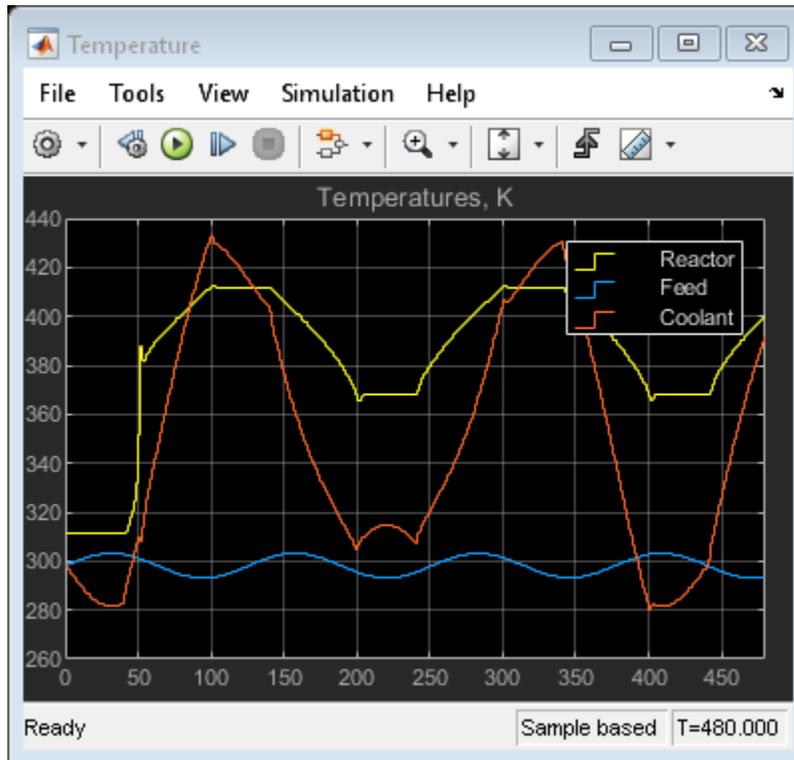 Temperature
File Tools View Simulation Help
Temperatures, K
440
420
400
380
360
340
320
300
280
260
0 50 100 150 200 250 300 350 400 450
Reactor
Feed
Coolant
Ready Sample based T=480.000